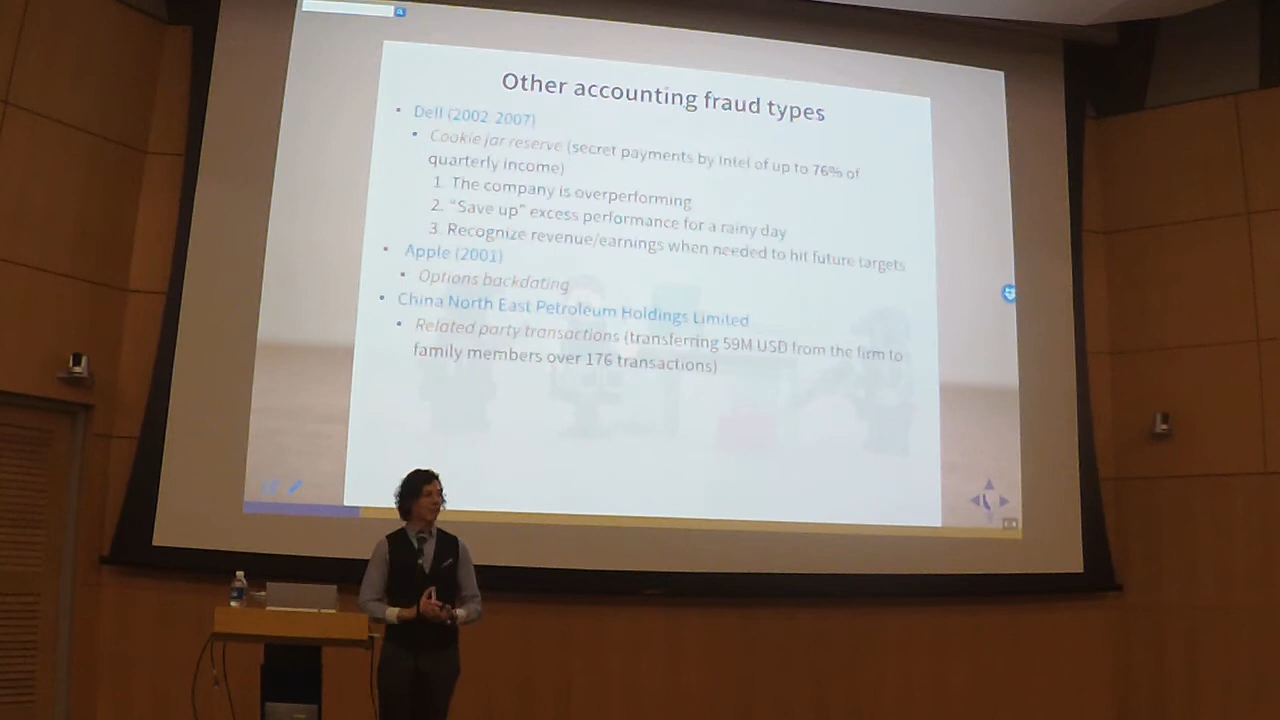 Other accounting fraud types
Dell (2002-2007)
Cookie jar reserve (secret payments by Intel of up to 76% of
quarterly income)
1. The company is overperforming
2. "Save up" excess performance for a rainy day
3. Recognize revenue/earnings when needed to hit future targets
Apple (2001)
Options backdating
China North East Petroleum Holdings Limited
Related party transactions (transferring 59M USD from the firm to
family members over 176 transactions)